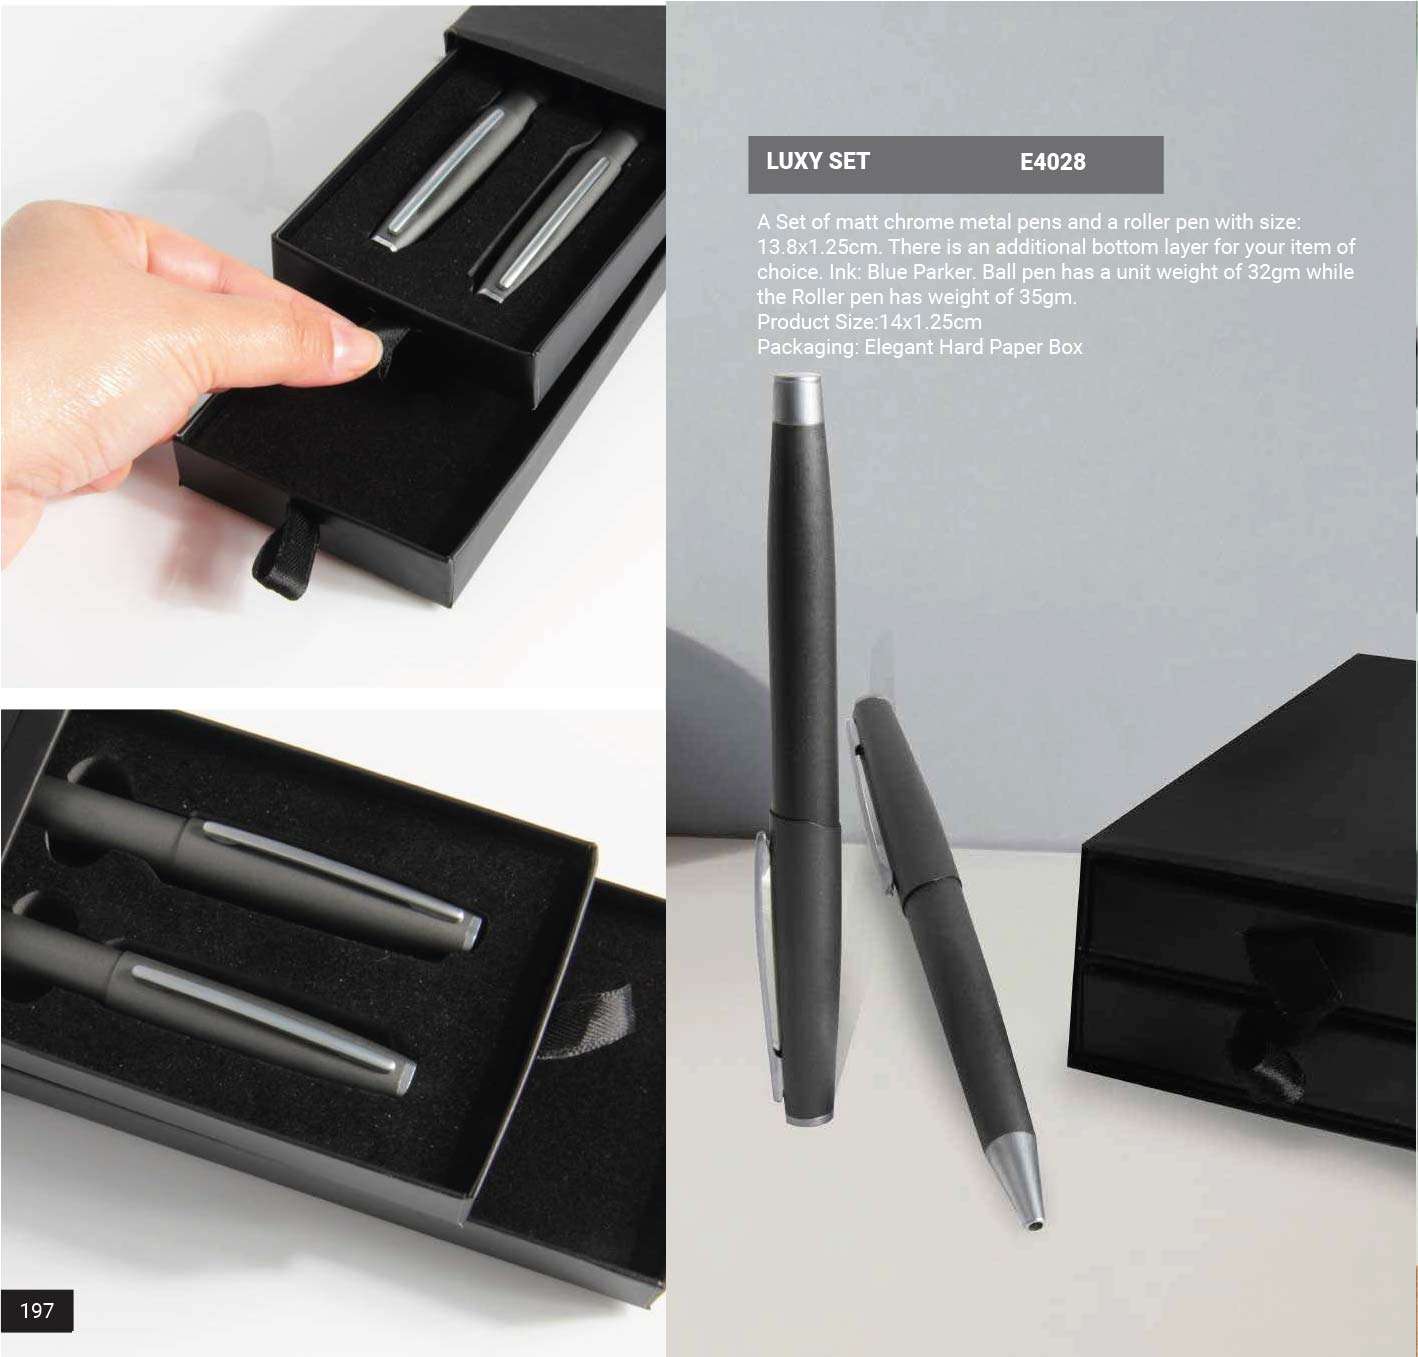 LUXY SET E4028
A Set of matt chrome metal pens and a roller pen with size:
13.8x1.25cm. There is an additional bottom layer for your item of
choice. Ink: Blue Parker. Ball pen has a unit weight of 32gm while
the Roller pen has weight of 35gm.
Product Size:14x1.25cm
Packaging: Elegant Hard Paper Box
197